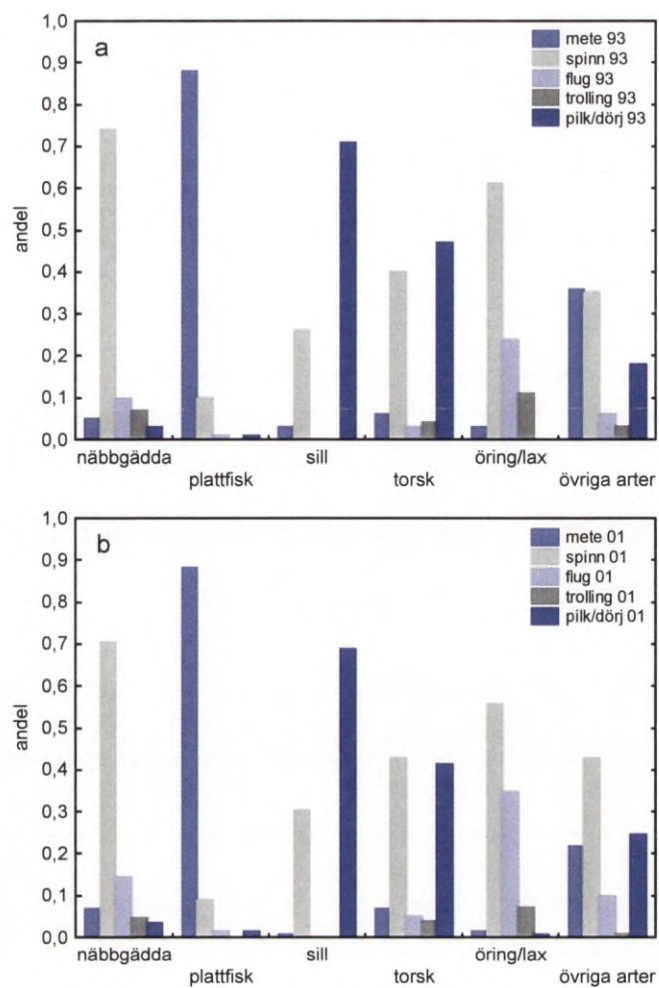 a
mete 93
spinn 93
flug 93
trolling 93
pilk/dörj 93
andel
1,0
0,9
0,8
0,7
0,6
0,5
0,4
0,3
0,2
0,1
0,0
näbbgädda
sill
öring/lax
plattfisk
torsk
övriga arter
b
mete 01
spinn 01
flug 01
trolling 01
pilk/dörj 01
andel
1,0
0,9
0,8
0,7
0,6
0,5
0,4
0,3
0,2
0,1
0,0
näbbgädda
sill
öring/lax
plattfisk
torsk
övriga arter